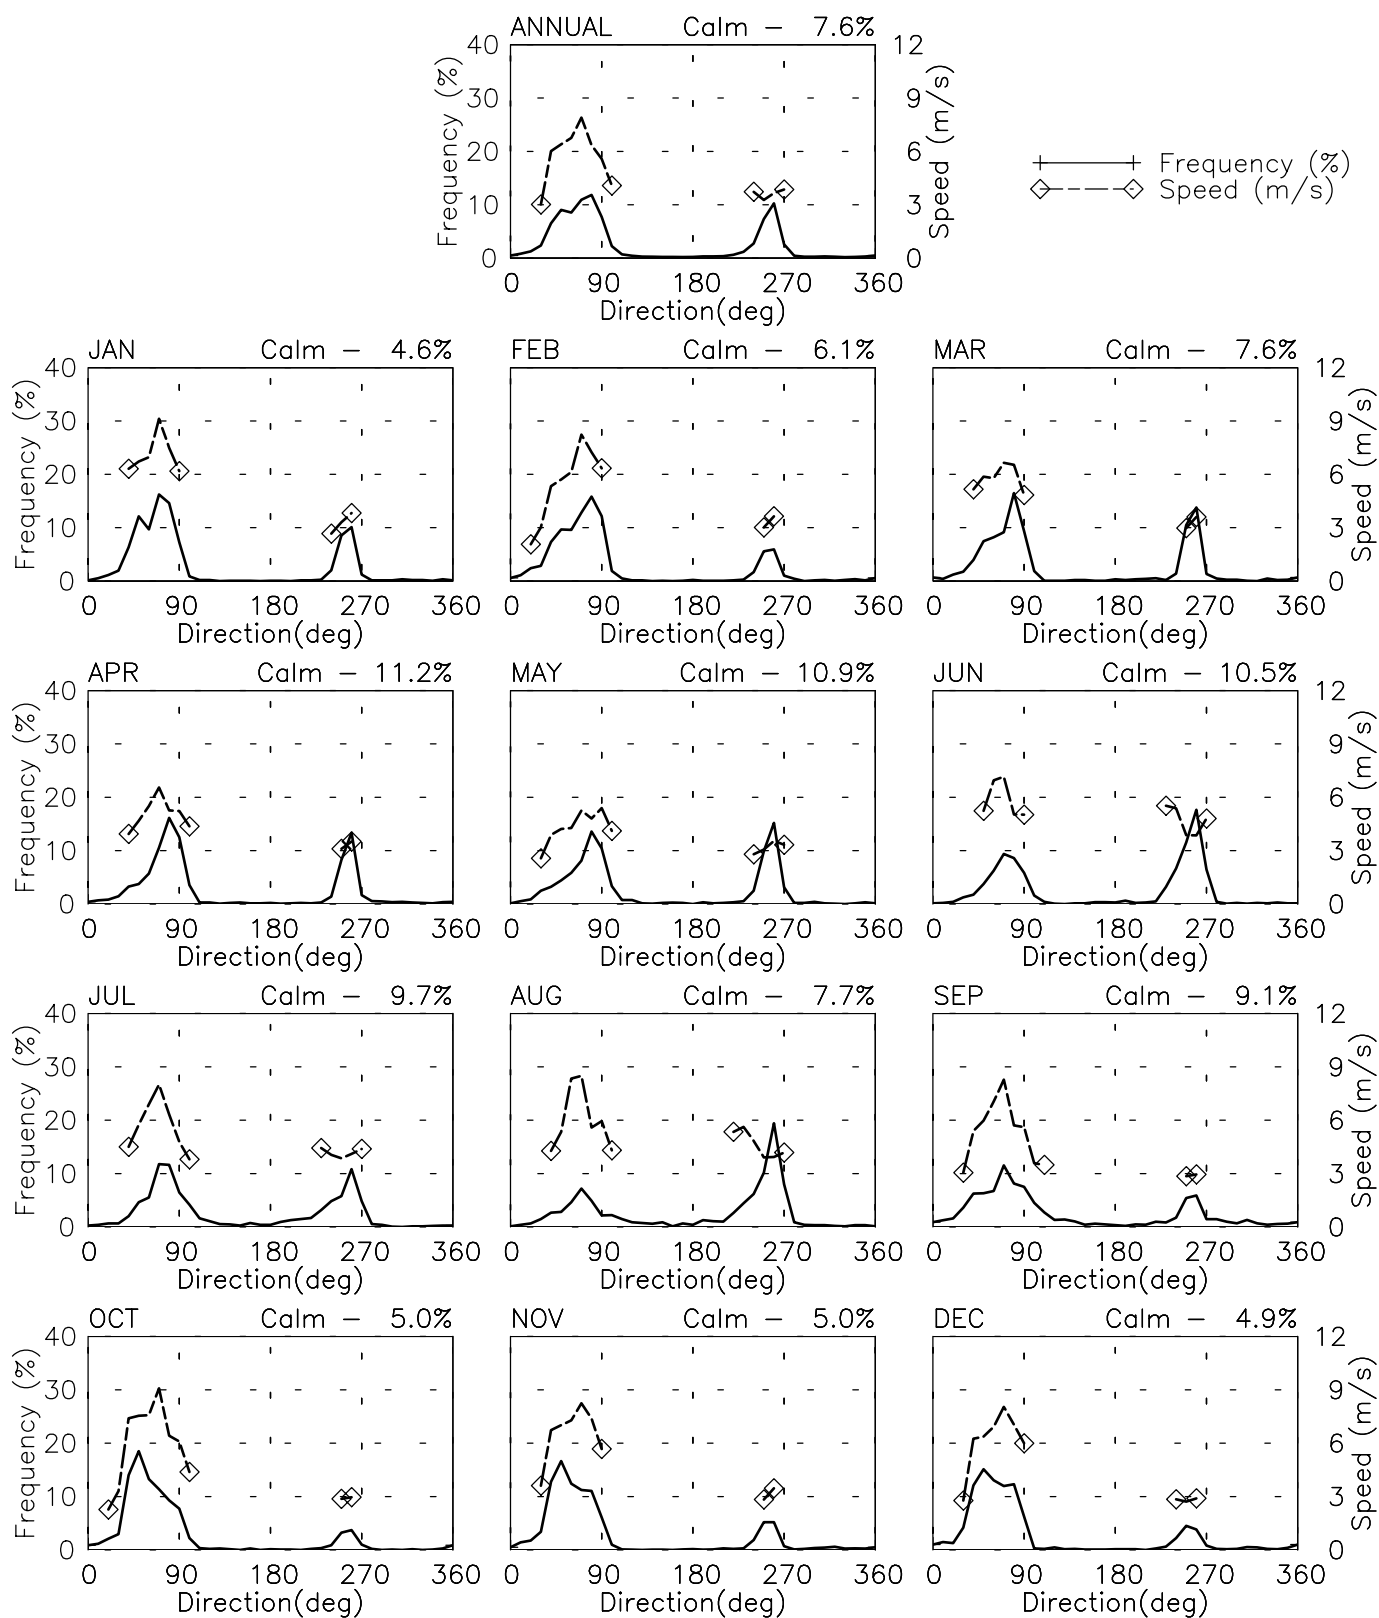 ANNUAL Calm – 7.6%
40 12
30 9
20 6
10 3
0 0
Frequency (%)
Speed (m/s)
0 90 180 270 360
Direction(deg)
Frequency (%)
Speed (m/s)
JAN Calm – 4.6% FEB Calm – 6.1% MAR Calm – 7.6%
40 12
30 9
20 6
10 3
0 0
Frequency (%)
Speed (m/s)
0 90 180 270 360 0 90 180 270 360 0 90 180 270 360
Direction(deg) Direction(deg) Direction(deg)
APR Calm – 11.2% MAY Calm – 10.9% JUN Calm – 10.5%
40 12
30 9
20 6
10 3
0 0
Frequency (%)
Speed (m/s)
0 90 180 270 360 0 90 180 270 360 0 90 180 270 360
Direction(deg) Direction(deg) Direction(deg)
JUL Calm – 9.7% AUG Calm – 7.7% SEP Calm – 9.1%
40 12
30 9
20 6
10 3
0 0
Frequency (%)
Speed (m/s)
0 90 180 270 360 0 90 180 270 360 0 90 180 270 360
Direction(deg) Direction(deg) Direction(deg)
OCT Calm – 5.0% NOV Calm – 5.0% DEC Calm – 4.9%
40 12
30 9
20 6
10 3
0 0
Frequency (%)
Speed (m/s)
0 90 180 270 360 0 90 180 270 360 0 90 180 270 360
Direction(deg) Direction(deg) Direction(deg)